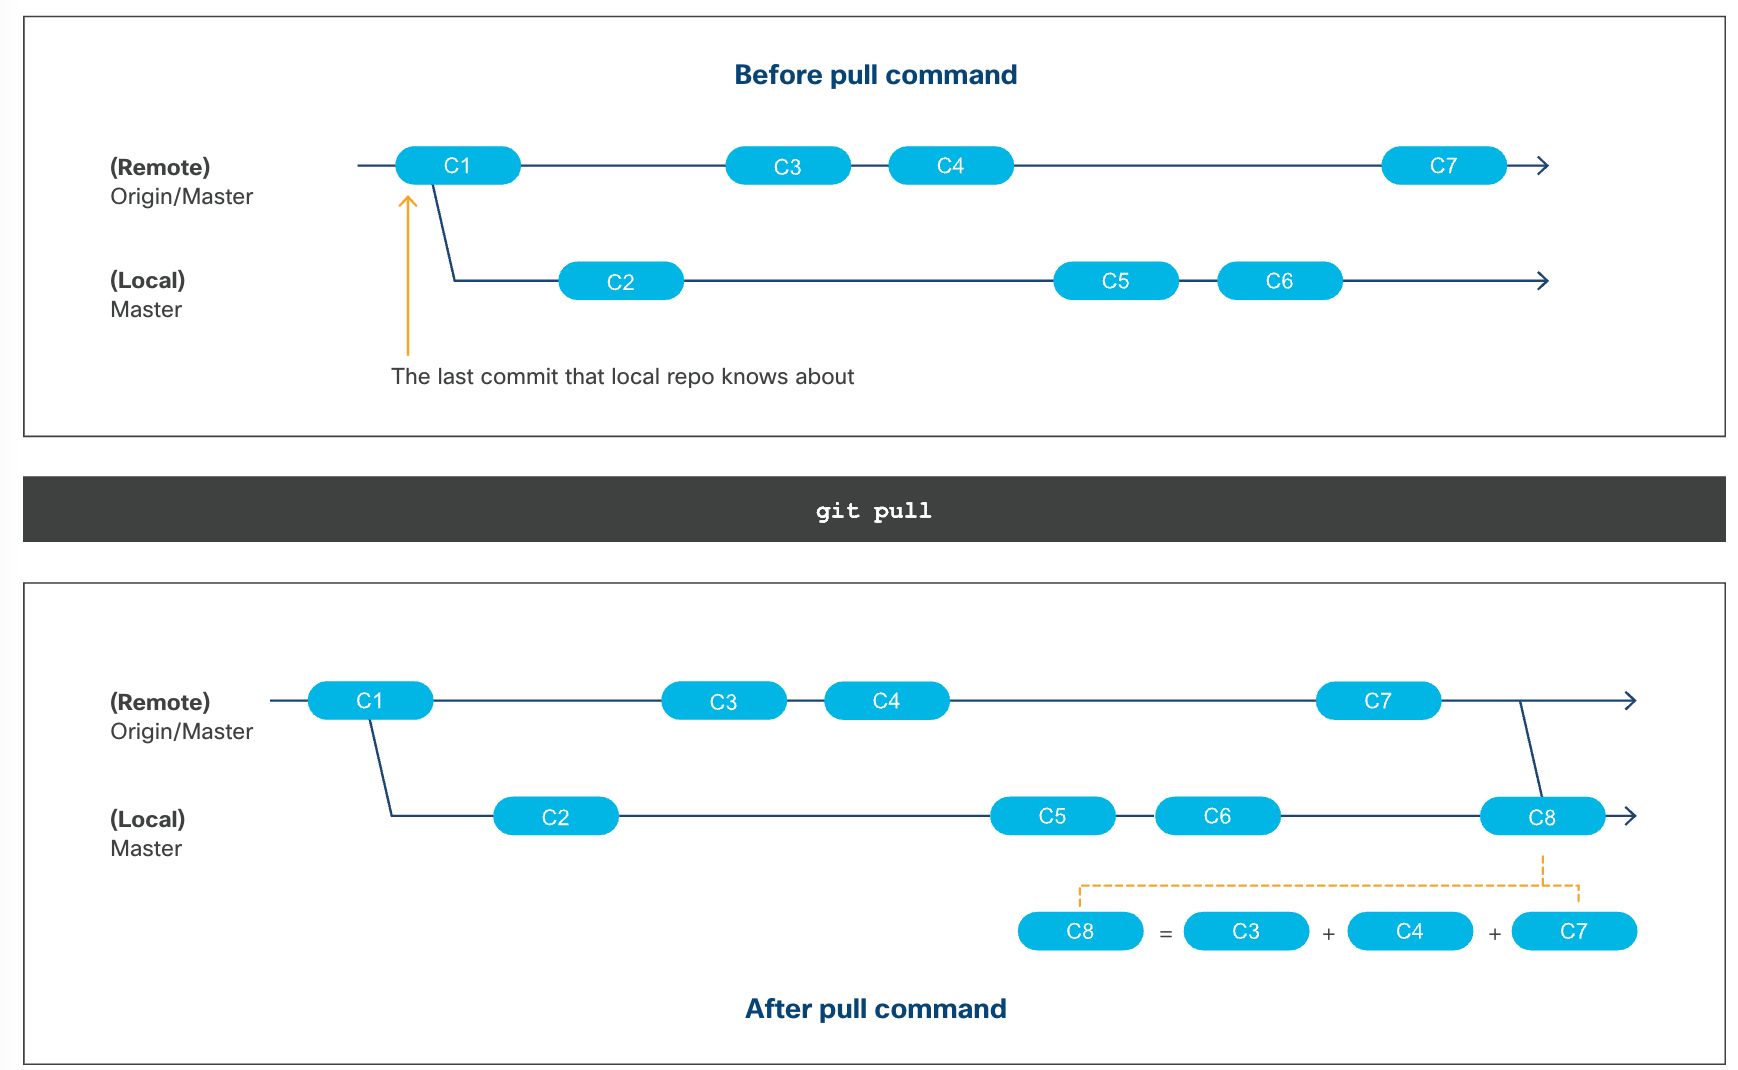 Before pull command
(Remote)
Origin/Master
C1
C3
C4
C7
(Local)
Master
C2
C5
C6
The last commit that local repo knows about
git pull
(Remote)
Origin/Master
C1
C3
C4
C7
(Local)
Master
C2
C5
C6
C8
C8 = C3 + C4 + C7
After pull command